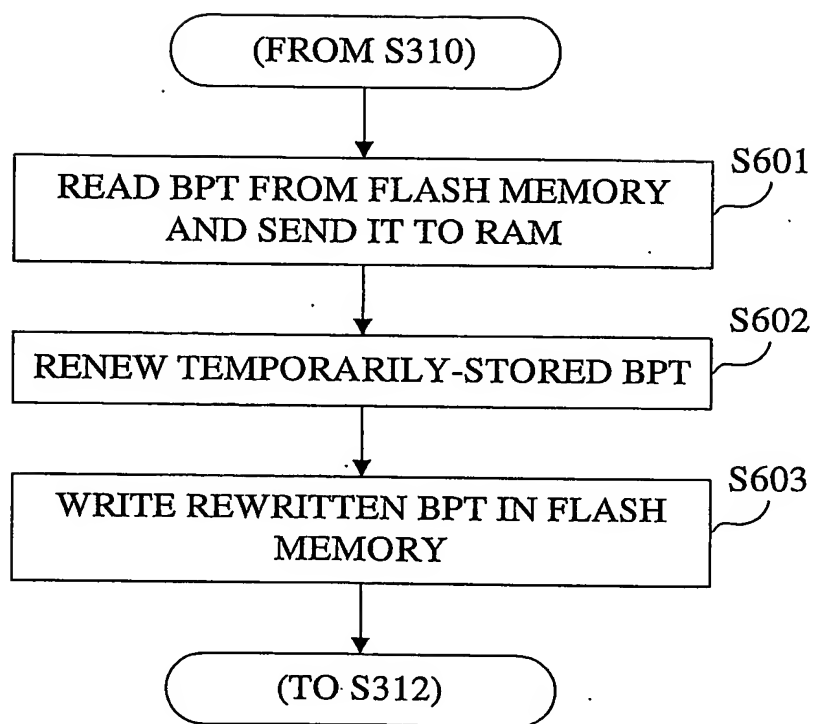 (FROM S310)
S601
READ BPT FROM FLASH MEMORY
AND SEND IT TO RAM
S602
RENEW TEMPORARILY-STORED BPT
S603
WRITE REWRITTEN BPT IN FLASH
MEMORY
(TO S312)